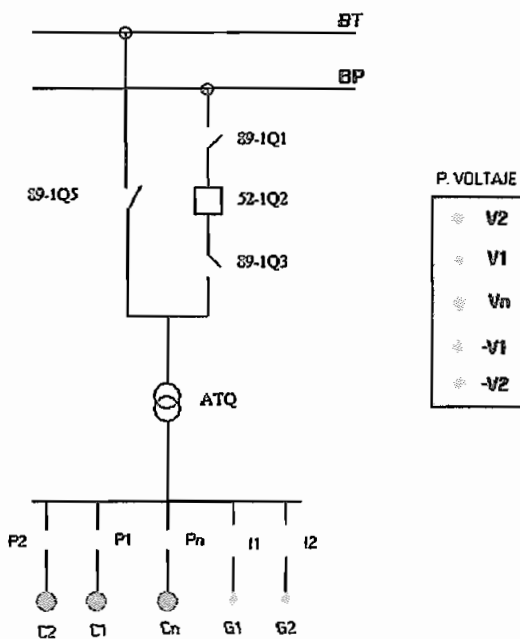 BT
BP
89-1Q1
89-1Q5
52-1Q2
P. VOLTAJE
V2
89-1Q3
V1
Vn
-V1
-V2
ATQ
P2 P1 Pn I1 I2
C2 C1 Cn G1 G2